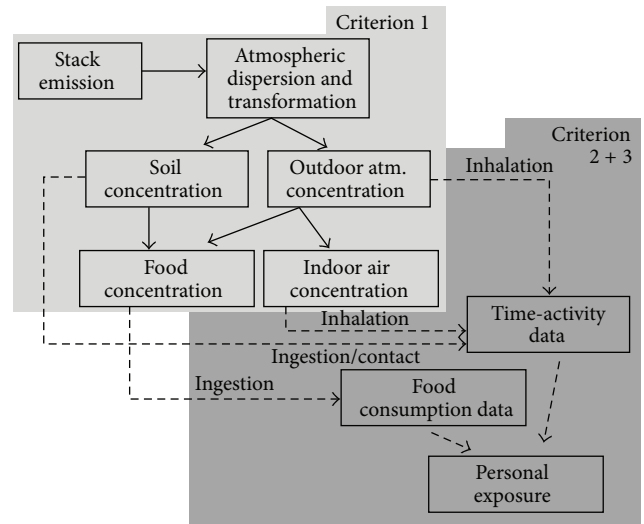 Criterion 1
Stack
emission
Atmospheric
dispersion and
transformation
Criterion
2 + 3
Soil
concentration
Outdoor atm.
concentration
Inhalation
Food
concentration
Indoor air
concentration
Inhalation
Time-activity
data
Ingestion/contact
Ingestion
Food
consumption data
Personal
exposure